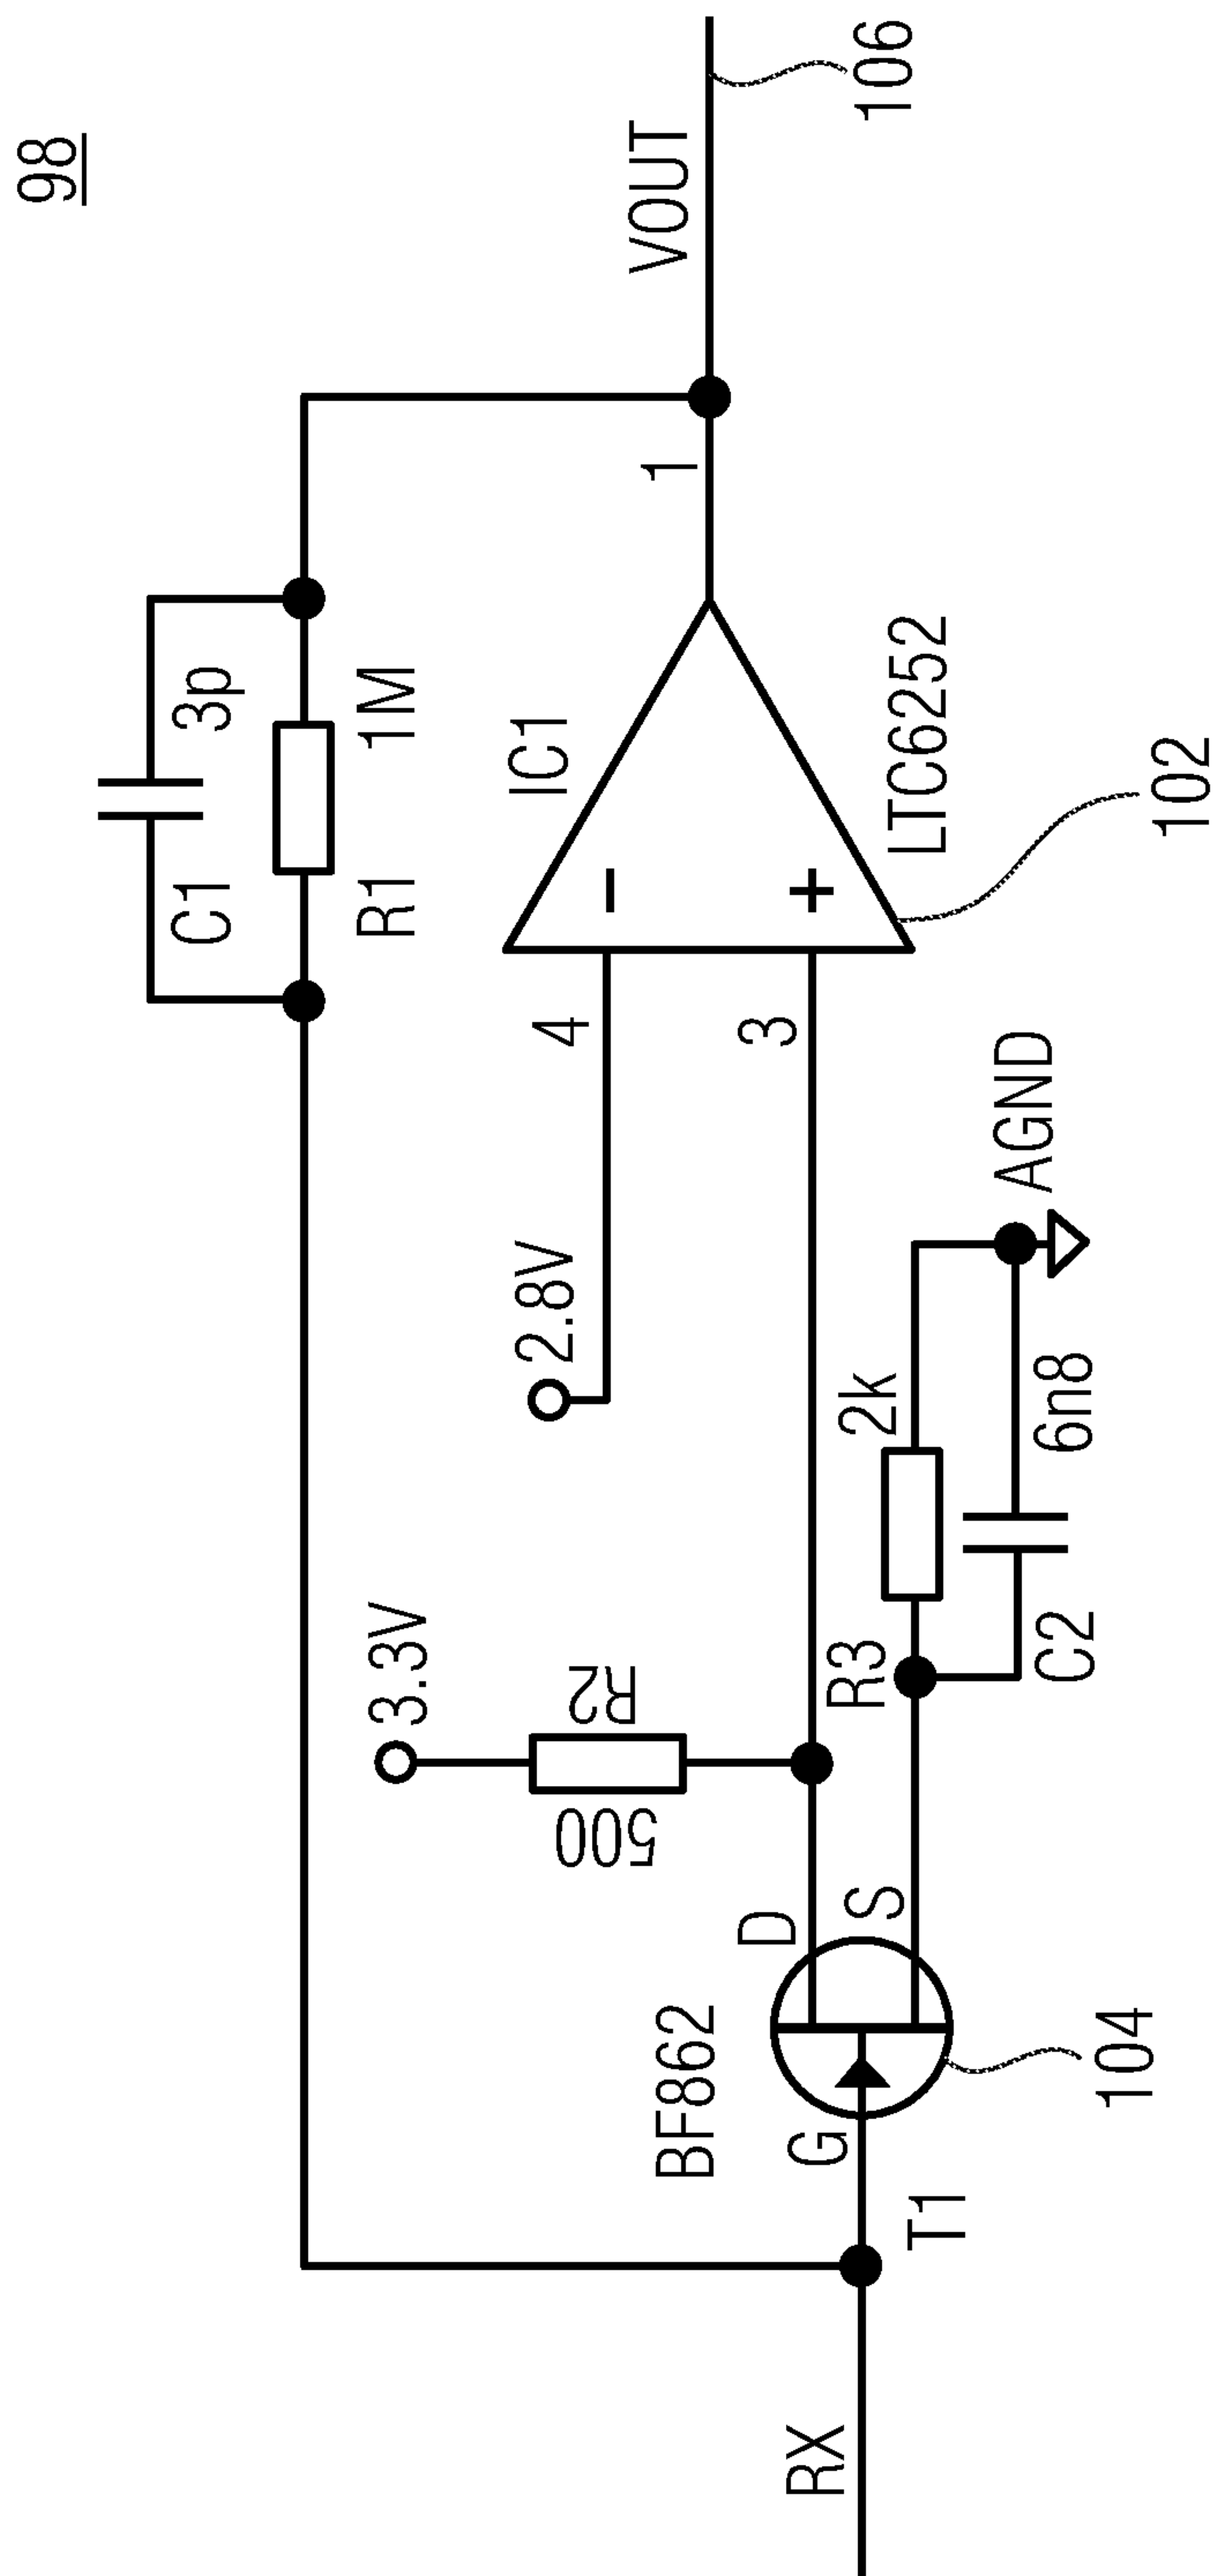 98
C1
3p
R1
1M
VOUT
106
IC1
1
3.3V
2.8V
4
3
LTC6252
102
R2
500
BF862
D
S
G
T1
RX
104
R3
2k
C2
6n8
AGND